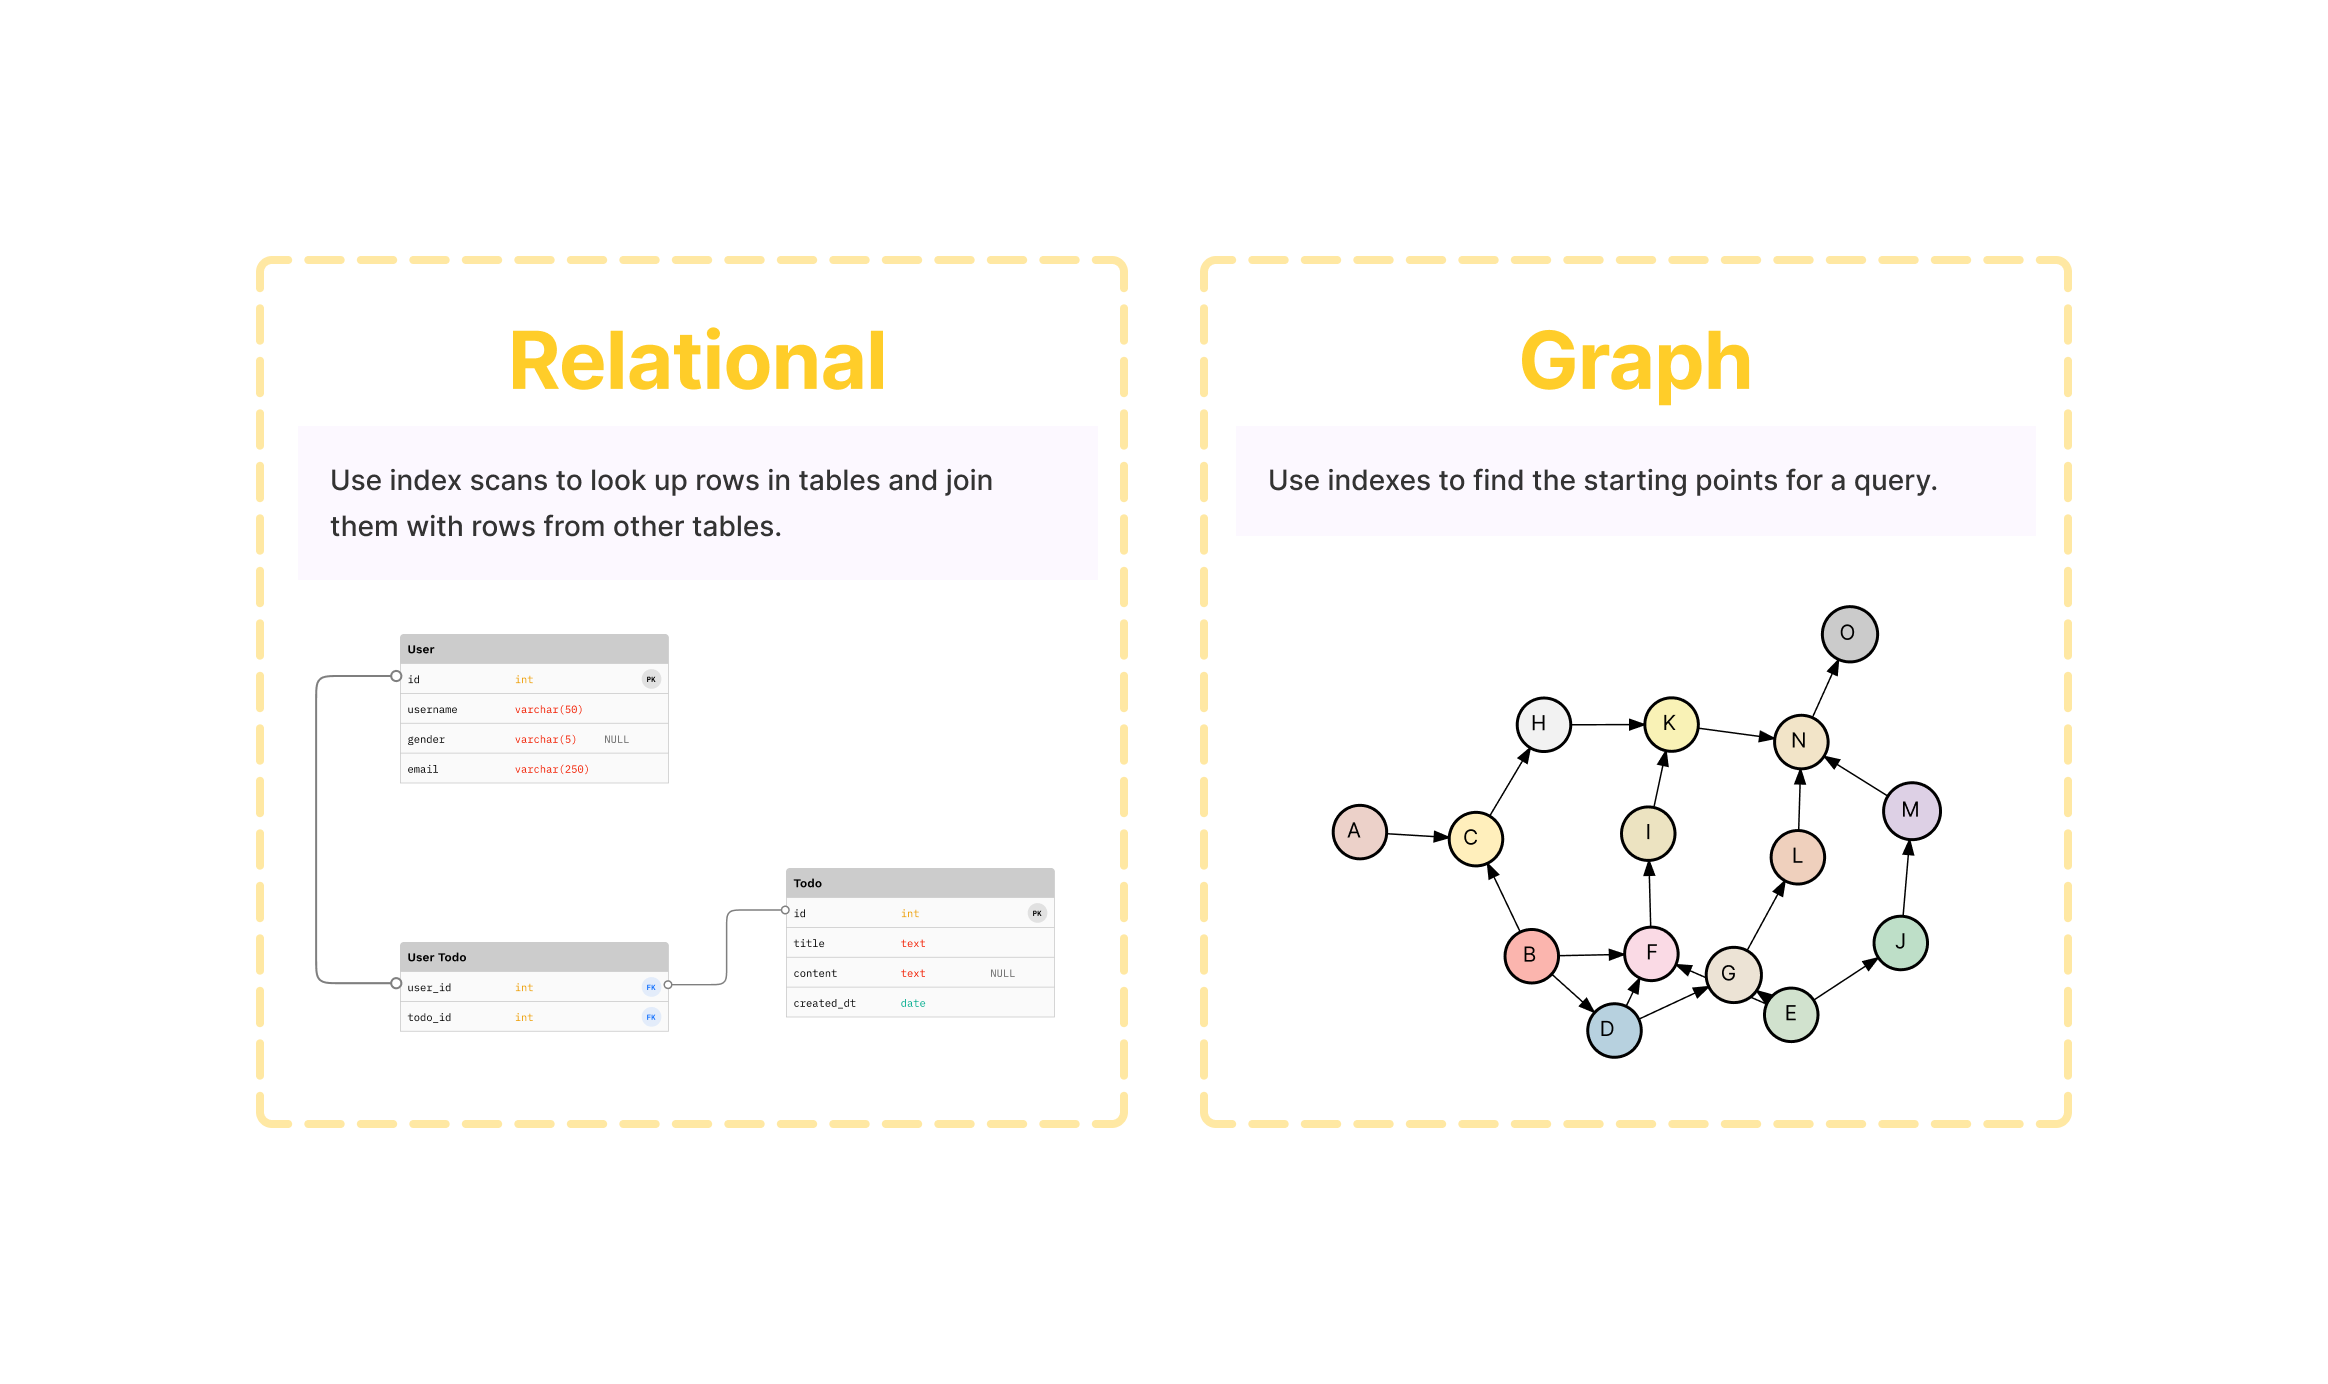 Relational
Use index scans to look up rows in tables and join
them with rows from other tables.
User
id int PK
username varchar(50)
gender varchar(5) NULL
email varchar(250)
User Todo
user_id int FK
todo_id int FK
Todo
id int PK
title text
content text NULL
created_dt date
Graph
Use indexes to find the starting points for a query.
O
H
K
N
M
A
C
I
L
B
F
G
J
D
E